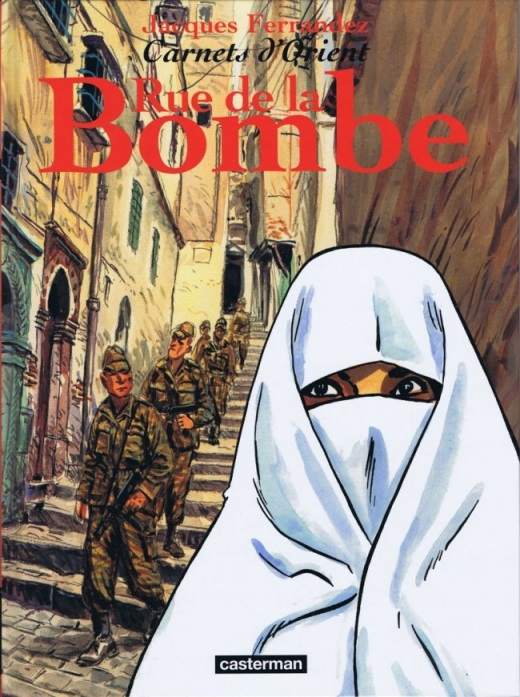 Jacques Ferrandez
Carnets d'Orient
Rue de la
Bombe
casterman